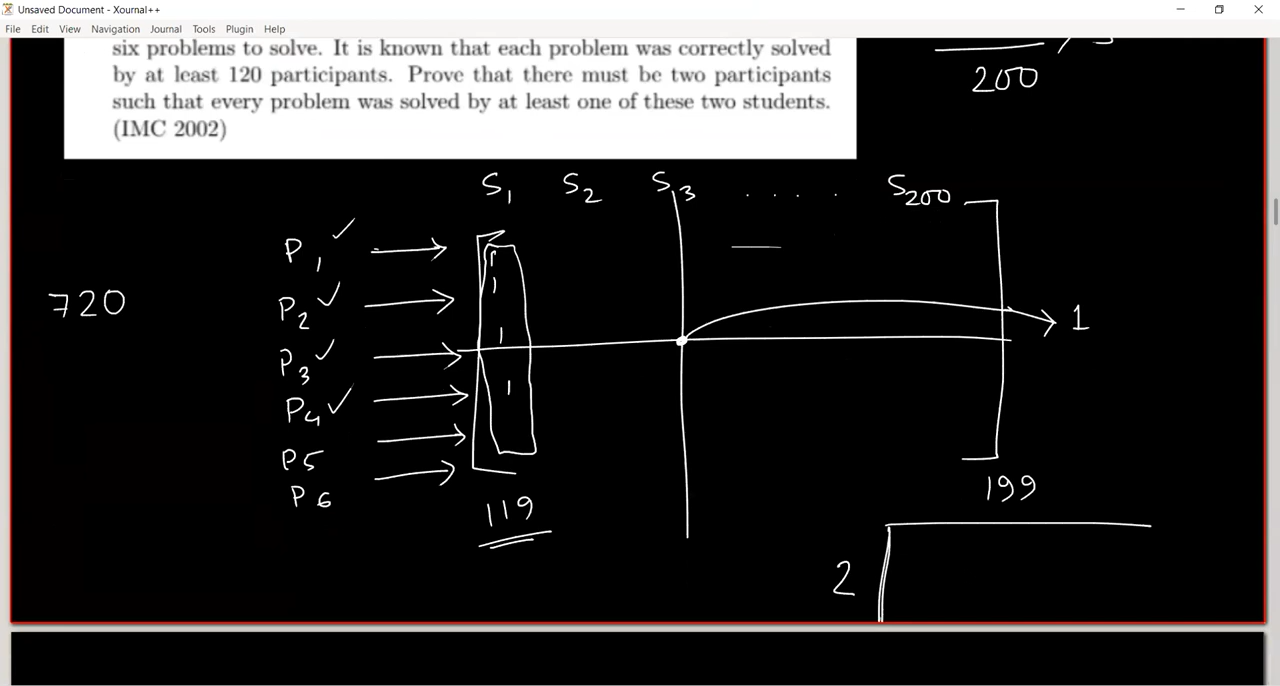 Unsaved Document - Xournal++
File Edit View Navigation Journal Tools Plugin Help
six problems to solve. It is known that each problem was correctly solved
by at least 120 participants. Prove that there must be two participants
such that every problem was solved by at least one of these two students.
(IMC 2002)
200
S1 S2 S13 .... S200
P1 ✓
720
P2 ✓
1
P3 ✓
P4 ✓
P5
P6
119
199
2